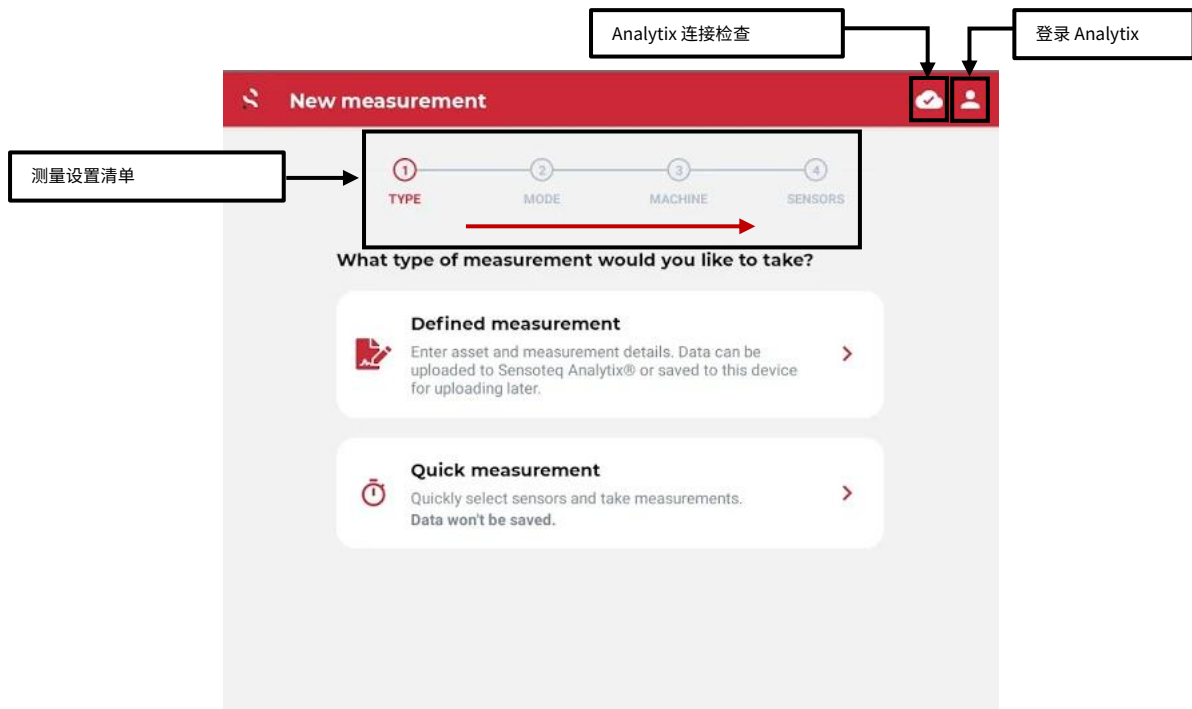 Analytix 连接检查
登录 Analytix
New measurement
测量设置清单
1
2
3
4
TYPE
MODE
MACHINE
SENSORS
What type of measurement would you like to take?
Defined measurement
Enter asset and measurement details. Data can be
uploaded to Sensoteq Analytix® or saved to this device
for uploading later.
Quick measurement
Quickly select sensors and take measurements.
Data won't be saved.